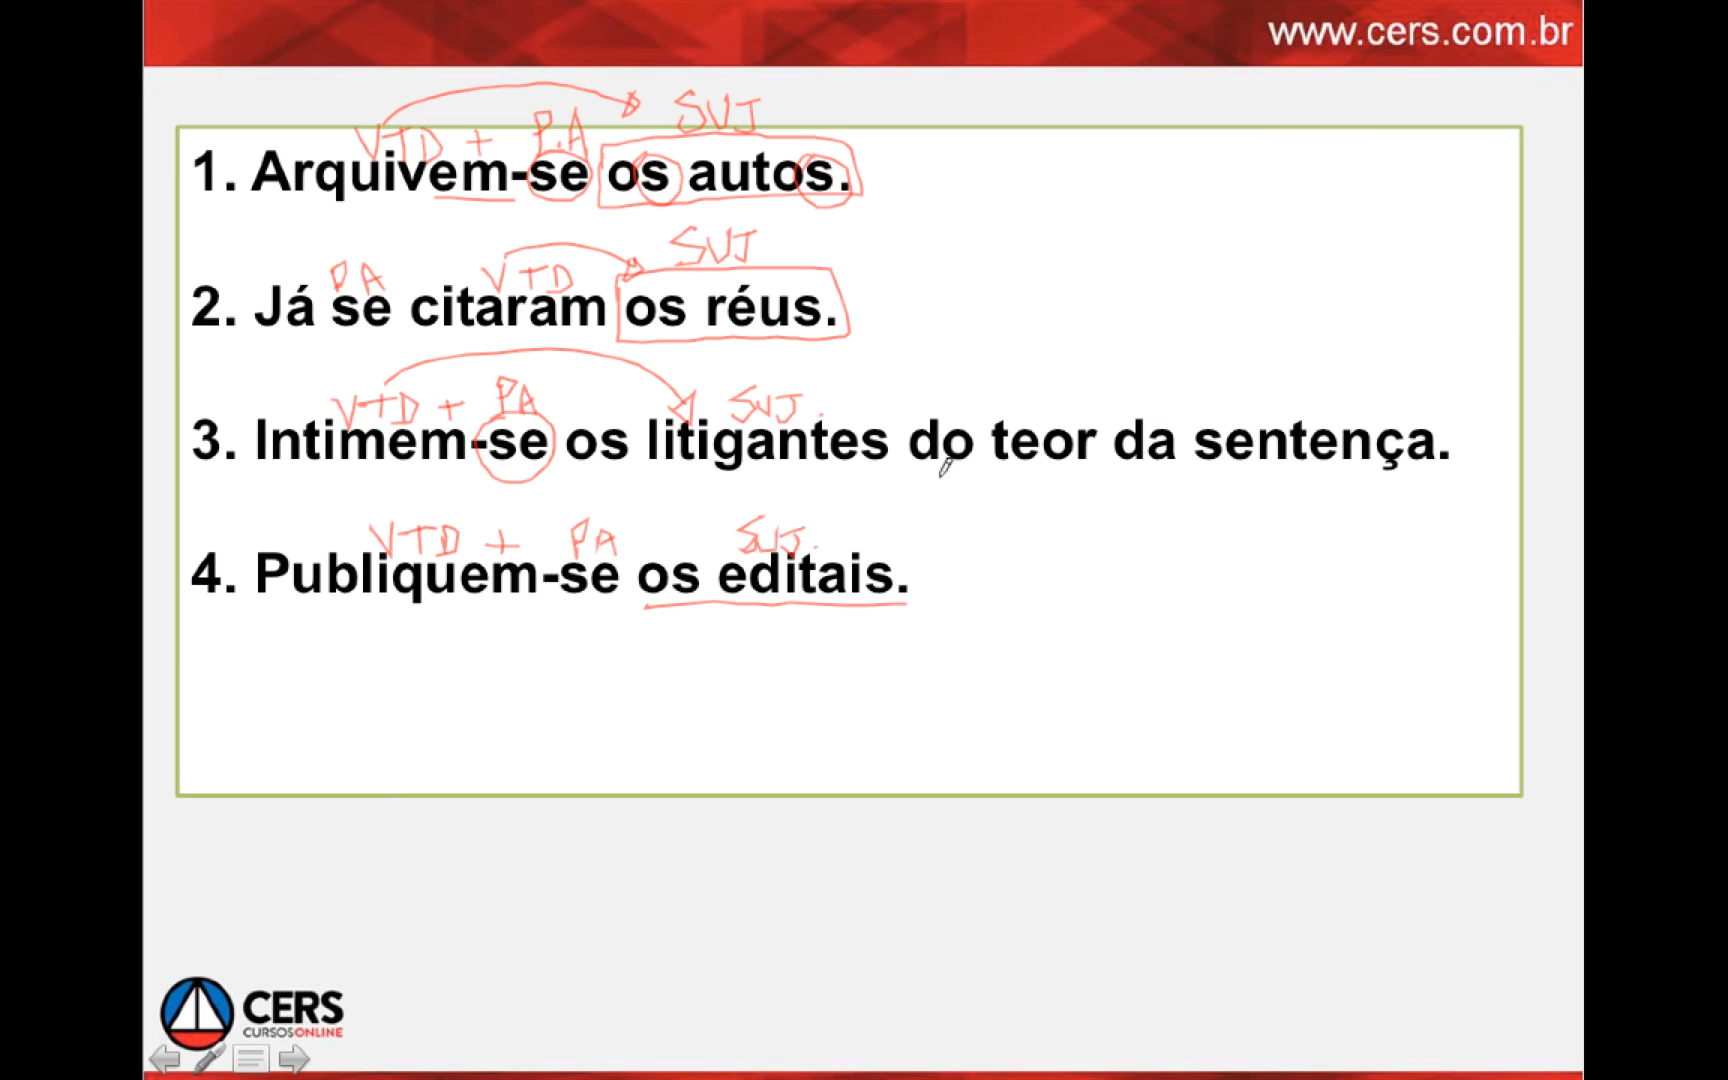 www.cers.com.br
VTD + P.A SUJ
1. Arquivem-se os autos.
PA VTD SUJ
2. Já se citaram os réus.
VTD + PA SUJ.
3. Intimem-se os litigantes do teor da sentença.
VTD + PA SUJ.
4. Publiquem-se os editais.
CERS
CURSOSONLINE